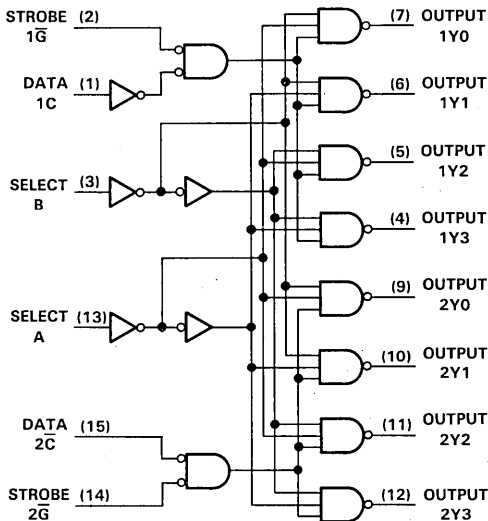 STROBE (2)
1G̅
DATA (1)
1C
SELECT (3)
B
SELECT (13)
A
DATA (15)
2C̅
STROBE (14)
2G̅
(7) OUTPUT
1Y0
(6) OUTPUT
1Y1
(5) OUTPUT
1Y2
(4) OUTPUT
1Y3
(9) OUTPUT
2Y0
(10) OUTPUT
2Y1
(11) OUTPUT
2Y2
(12) OUTPUT
2Y3